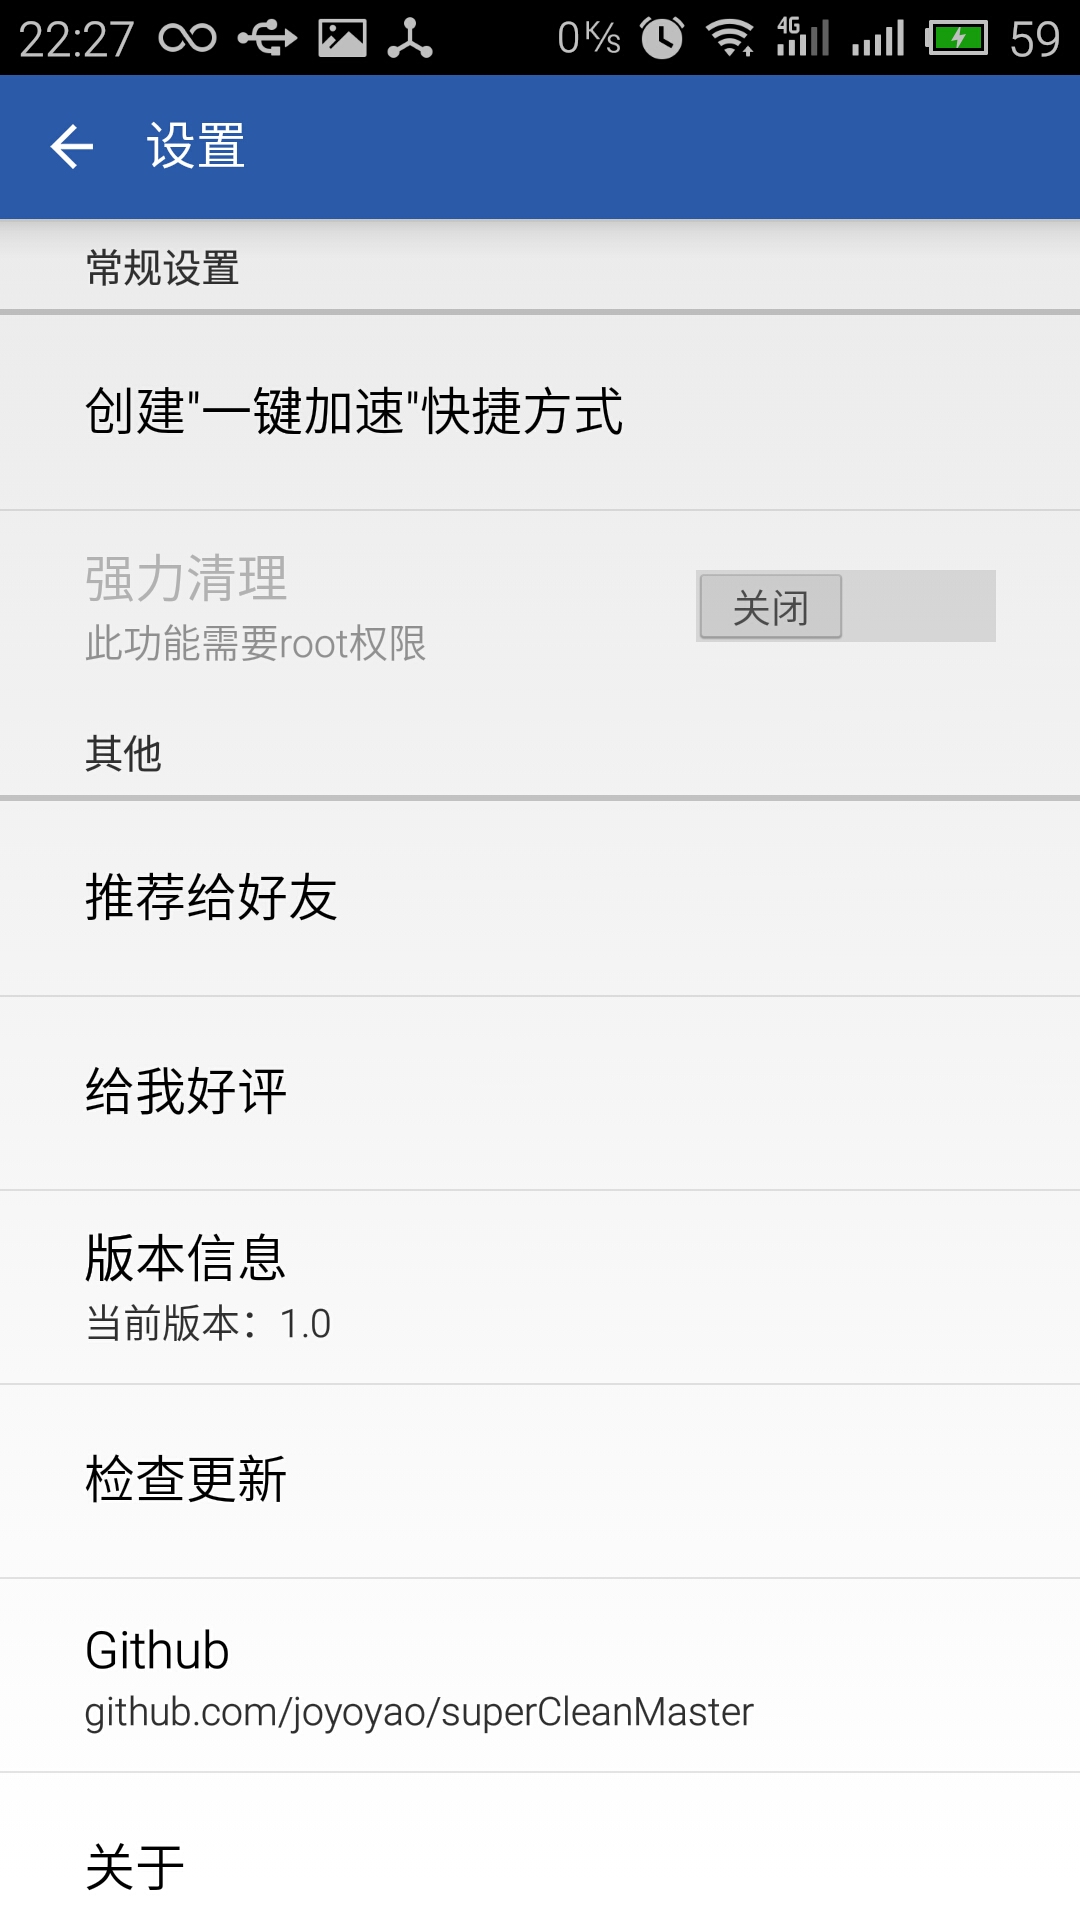 22:27 0 K/s 4G 59
设置
常规设置
创建"一键加速"快捷方式
强力清理
此功能需要root权限
关闭
其他
推荐给好友
给我好评
版本信息
当前版本：1.0
检查更新
Github
github.com/joyoyao/superCleanMaster
关于